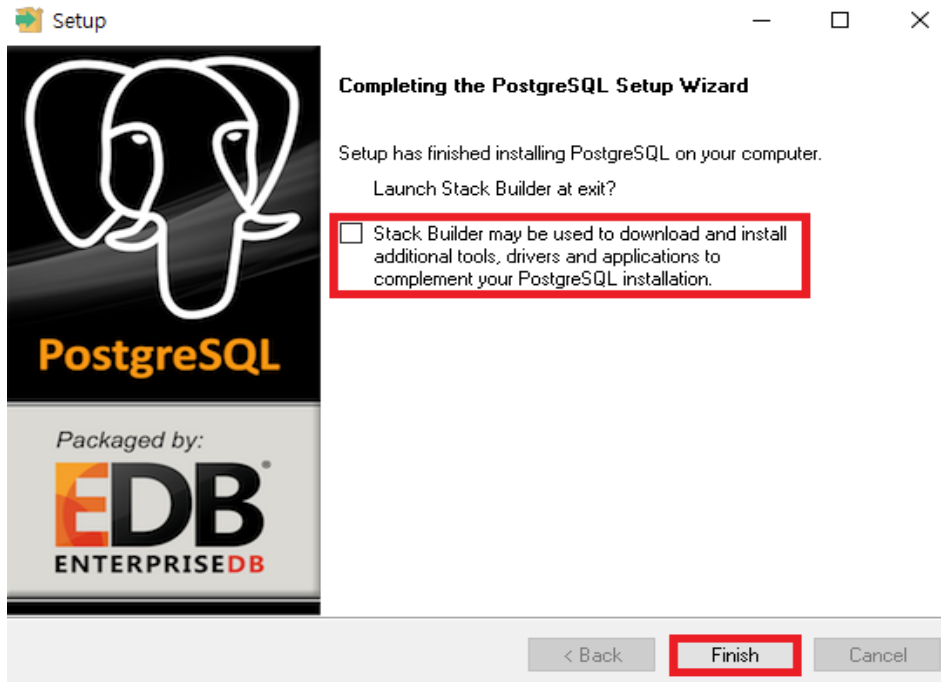 Setup
Completing the PostgreSQL Setup Wizard
Setup has finished installing PostgreSQL on your computer.
Launch Stack Builder at exit?
Stack Builder may be used to download and install
additional tools, drivers and applications to
complement your PostgreSQL installation.
PostgreSQL
Packaged by:
EDB®
ENTERPRISEDB
< Back
Finish
Cancel